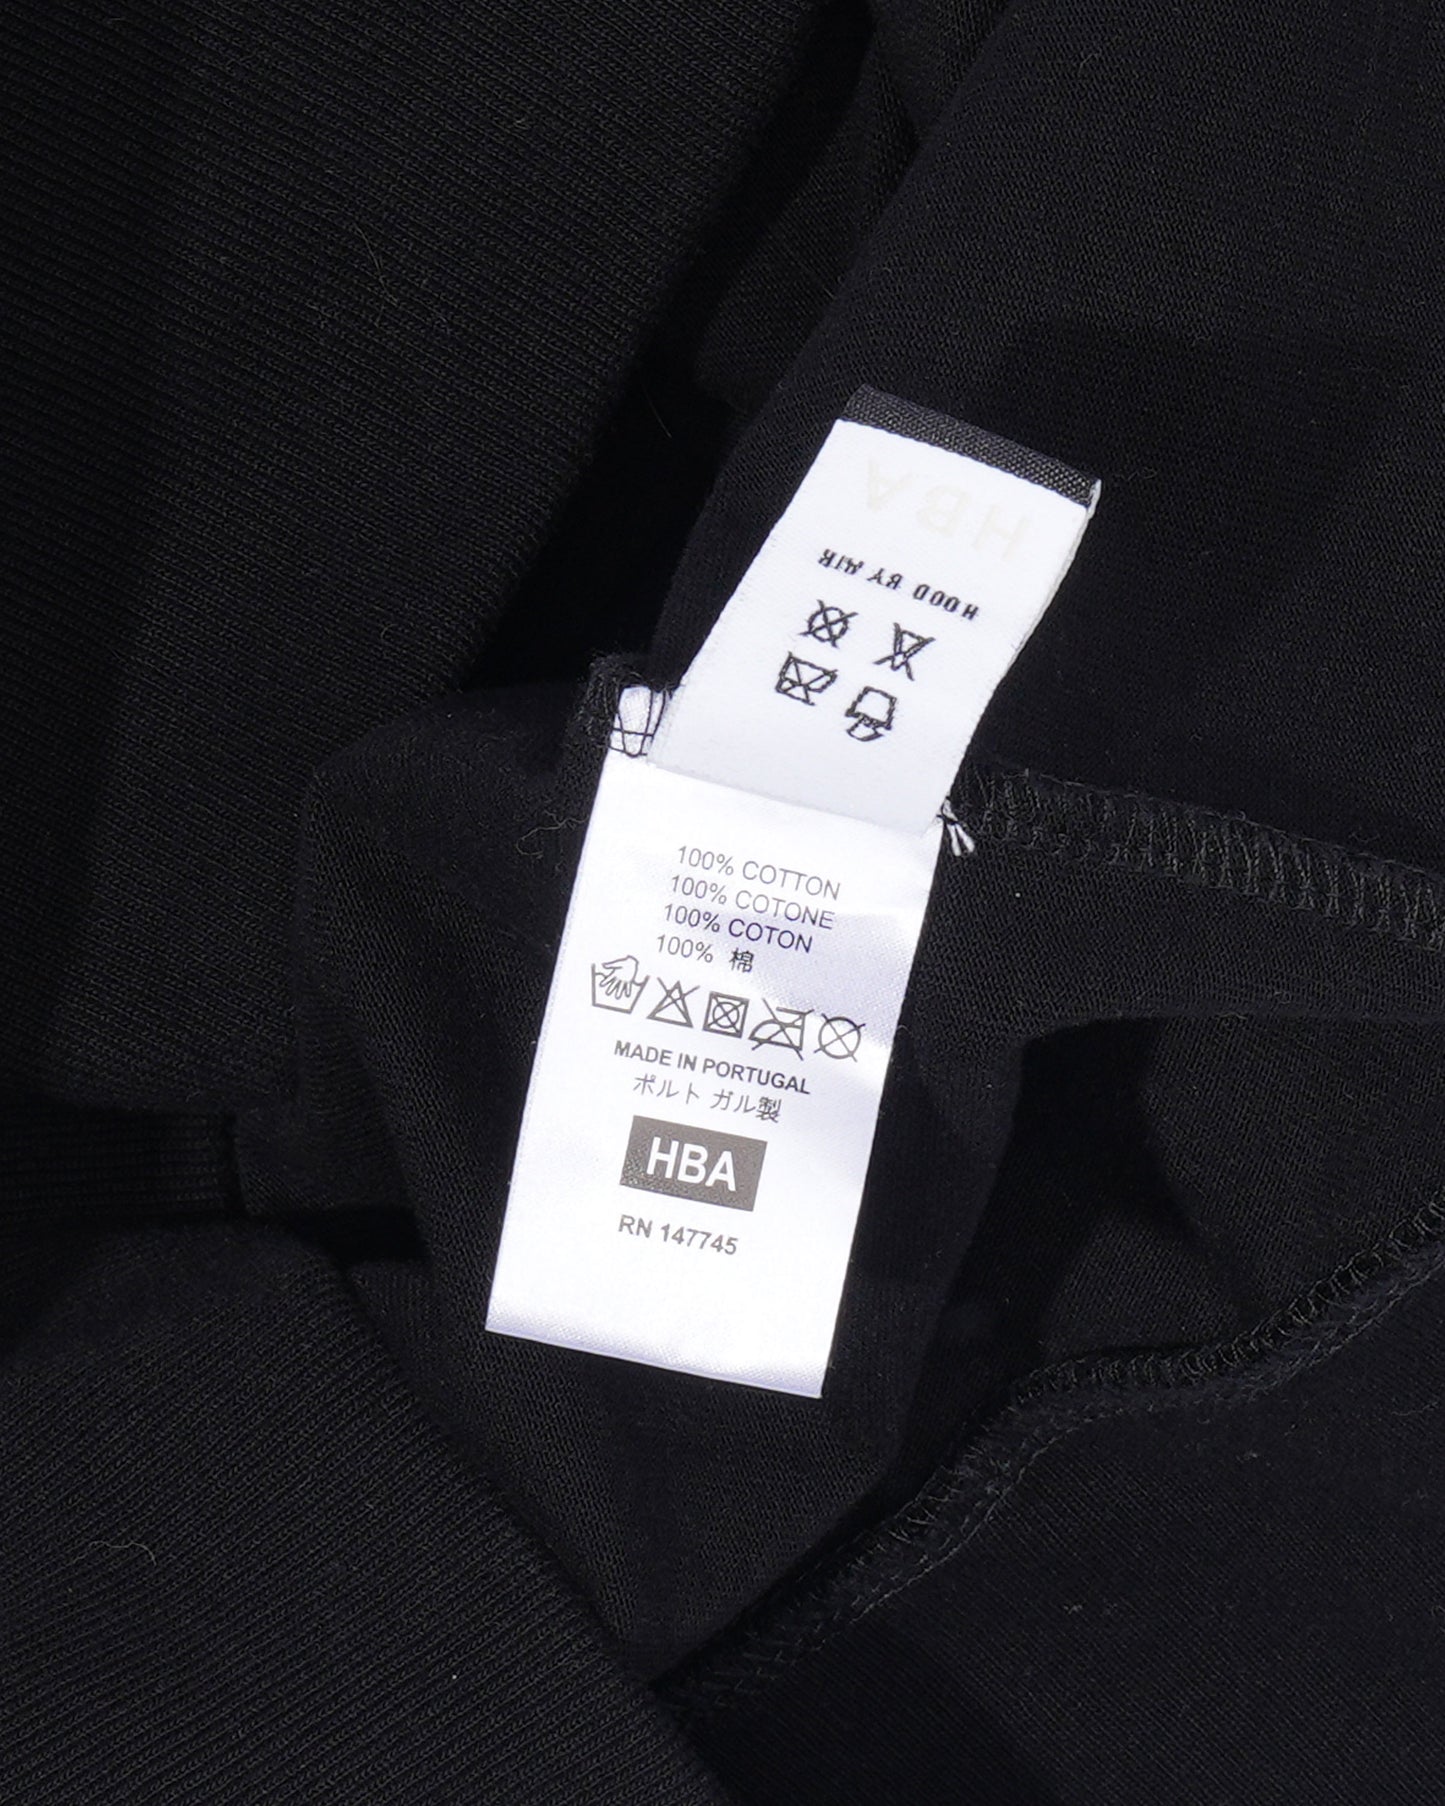 HBA
HOOD BY AIR
100% COTTON
100% COTONE
100% COTON
100% 棉
MADE IN PORTUGAL
ポルト ガル製
HBA
RN 147745